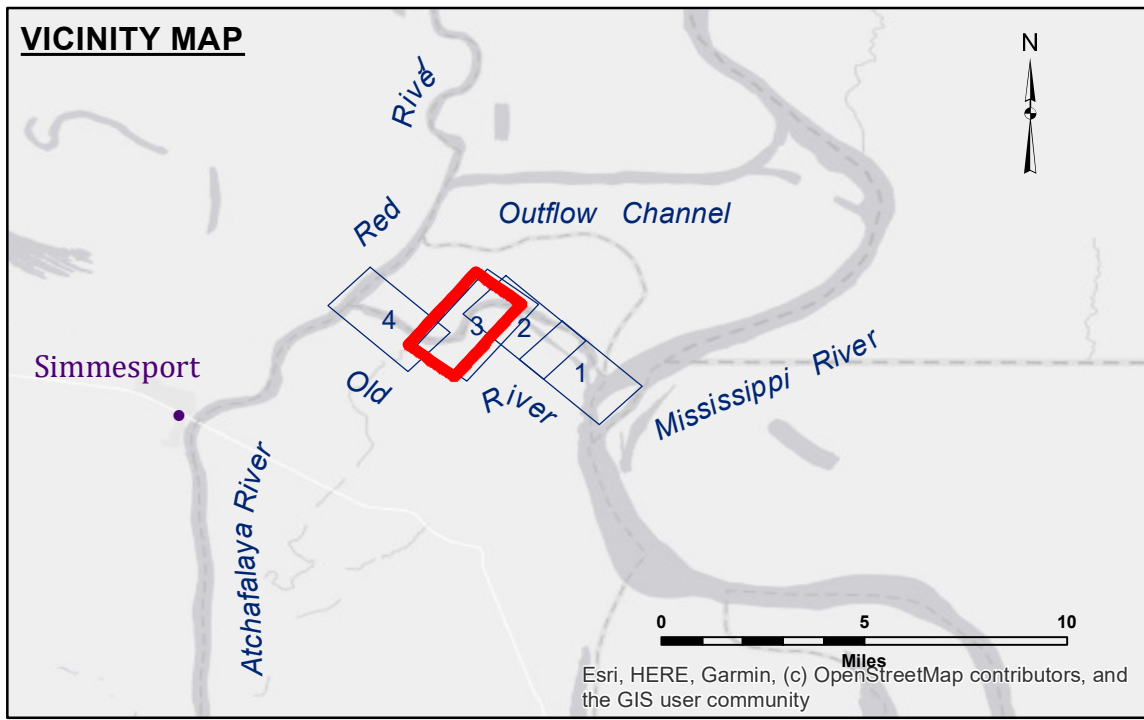 VICINITY MAP
N
River
Red
Outflow Channel
4
3
2
1
Simmesport
Old
River
Mississippi River
Atchafalaya River
0 5 10
Miles
Esri, HERE, Garmin, (c) OpenStreetMap contributors, and
the GIS user community